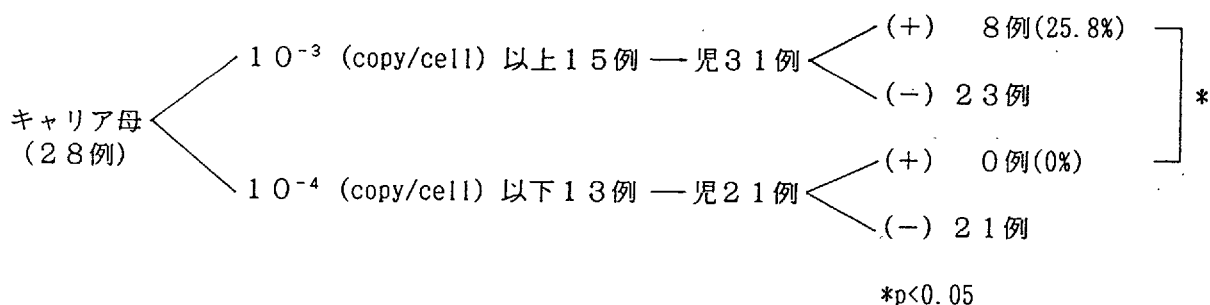 (+) 8例(25.8%)
10⁻³ (copy/cell) 以上15例 — 児31例
(−) 23例
*
キャリア母
(28例)
(+) 0例(0%)
10⁻⁴ (copy/cell) 以下13例 — 児21例
(−) 21例
*p<0.05